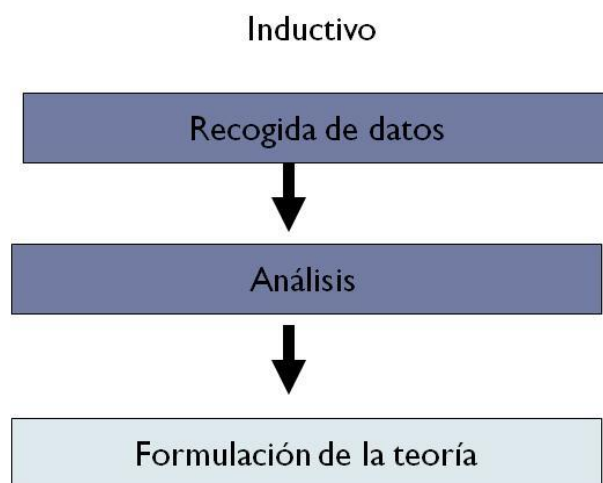 Inductivo
Recogida de datos
Análisis
Formulación de la teoría